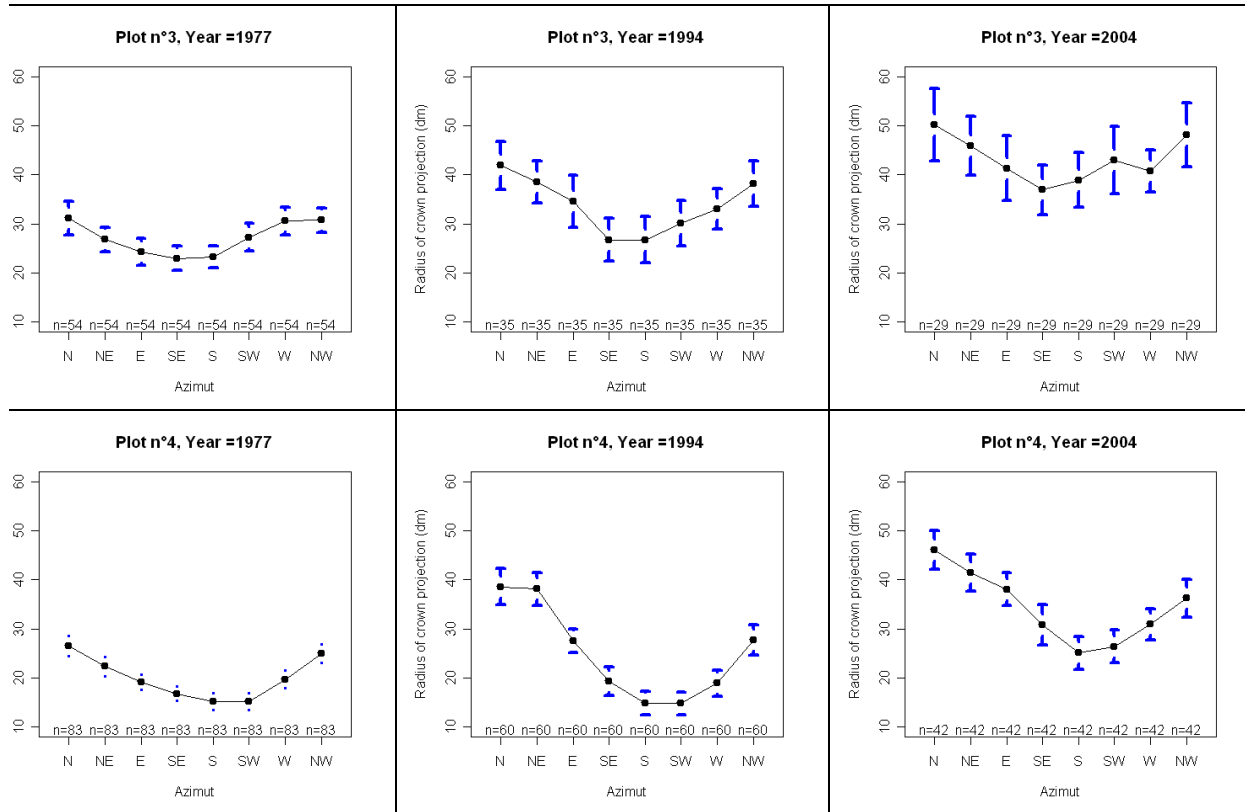 Plot n°3, Year =1977
60
50
40
30
20
10
n=54 n=54 n=54 n=54 n=54 n=54 n=54 n=54
N NE E SE S SW W NW
Azimut
Plot n°3, Year =1994
Radius of crown projection (dm)
60
50
40
30
20
10
n=35 n=35 n=35 n=35 n=35 n=35 n=35 n=35
N NE E SE S SW W NW
Azimut
Plot n°3, Year =2004
Radius of crown projection (dm)
60
50
40
30
20
10
n=29 n=29 n=29 n=29 n=29 n=29 n=29 n=29
N NE E SE S SW W NW
Azimut
Plot n°4, Year =1977
60
50
40
30
20
10
n=83 n=83 n=83 n=83 n=83 n=83 n=83 n=83
N NE E SE S SW W NW
Azimut
Plot n°4, Year =1994
Radius of crown projection (dm)
60
50
40
30
20
10
n=60 n=60 n=60 n=60 n=60 n=60 n=60 n=60
N NE E SE S SW W NW
Azimut
Plot n°4, Year =2004
Radius of crown projection (dm)
60
50
40
30
20
10
n=42 n=42 n=42 n=42 n=42 n=42 n=42 n=42
N NE E SE S SW W NW
Azimut